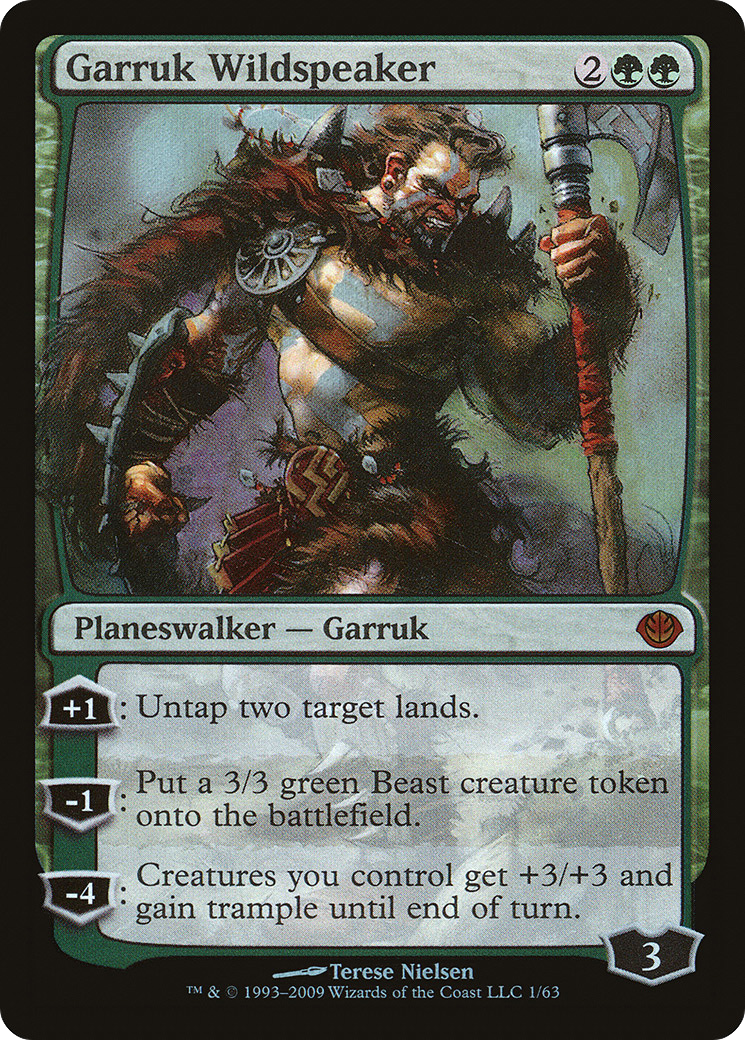 Garruk Wildspeaker 2
Planeswalker — Garruk
+1 : Untap two target lands.
-1 : Put a 3/3 green Beast creature token
onto the battlefield.
-4 : Creatures you control get +3/+3 and
gain trample until end of turn.
3
Terese Nielsen
™ & © 1993–2009 Wizards of the Coast LLC 1/63